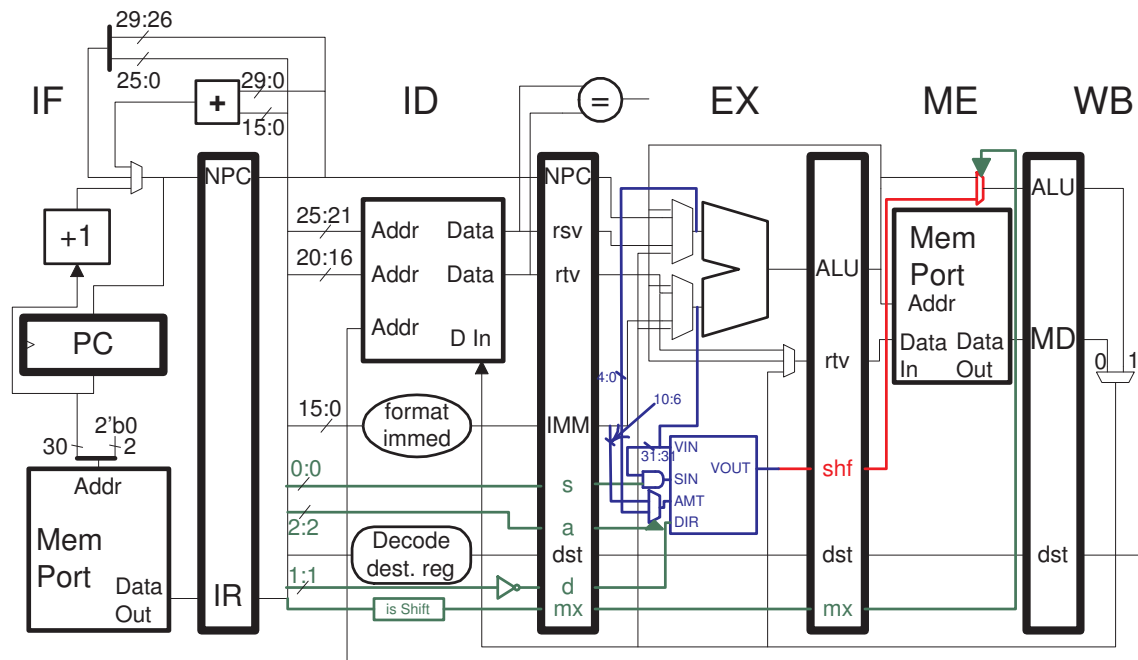 29:26
25:0
IF
+
29:0
15:0
ID
=
EX
ME
WB
NPC
NPC
ALU
+1
25:21
Addr
Data
rsv
20:16
Addr
Data
rtv
Addr
D In
ALU
Mem
Port
Addr
PC
rtv
Data
In
Data
Out
MD
0
1
4:0
10:6
15:0
format
immed
IMM
30
2'b0
2
Addr
31:31
VIN
VOUT
SIN
AMT
DIR
shf
0:0
s
2:2
a
Mem
Port
Data
Out
IR
Decode
dest. reg
dst
dst
dst
1:1
d
is Shift
mx
mx